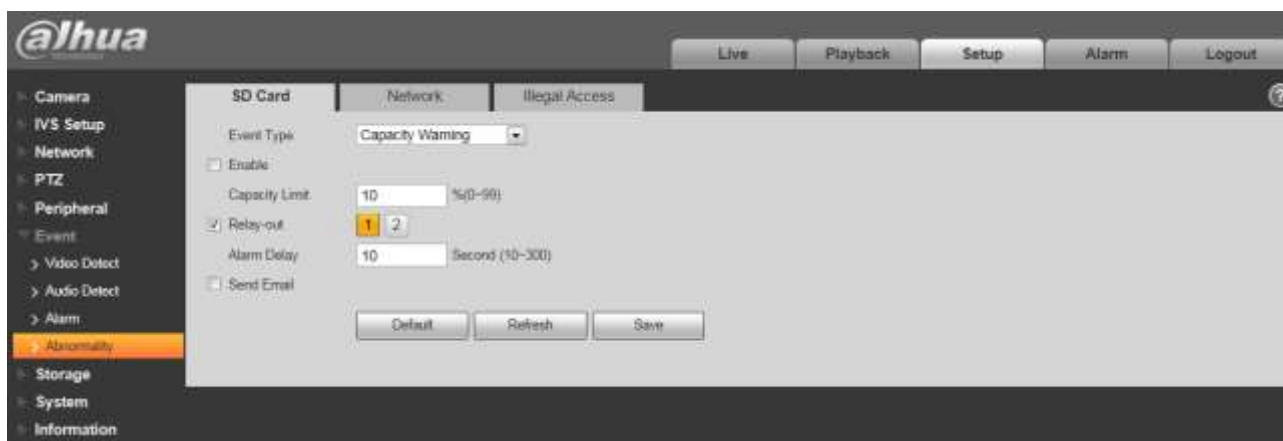 alhua
Live Playback Setup Alarm Logout
Camera
IVS Setup
Network
PTZ
Peripheral
Event
Video Detect
Audio Detect
Alarm
Abnormality
Storage
System
Information
SD Card Network Illegal Access
Event Type Capacity Warning
Enable
Capacity Limit 10 %(0~99)
Relay-out 1 2
Alarm Delay 10 Second (10~300)
Send Email
Default Refresh Save